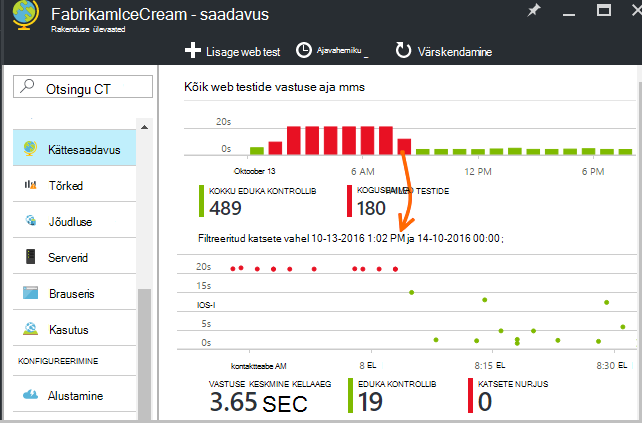 FabrikamIceCream - saadavus
Rakenduse ülevaated
Lisage web test
Ajavahemiku _
Värskendamine
Otsingu CT
Kättesaadavus
Tõrked
Jõudluse
Serverid
Brauseris
Kasutus
KONFIGUREERIMINE
Alustamine
Kõik web testide vastuse aja mms
20s
0s
Oktoober 13
6 AM
12 PM
6 PM
KOKKU EDUKA KONTROLLIB
489
TESTIDE
180
Filtreeritud katsete vahel 10-13-2016 1:02 PM ja 14-10-2016 00:00;
20s
15s
IOS-I
5s
0s
kontaktteabe AM
8 EL
8:15 EL
8:30 EL
VASTUSE KESKMINE KELLAAEG
3.65 SEC
EDUKA KONTROLLIB
19
KATSETE NURJUS
0